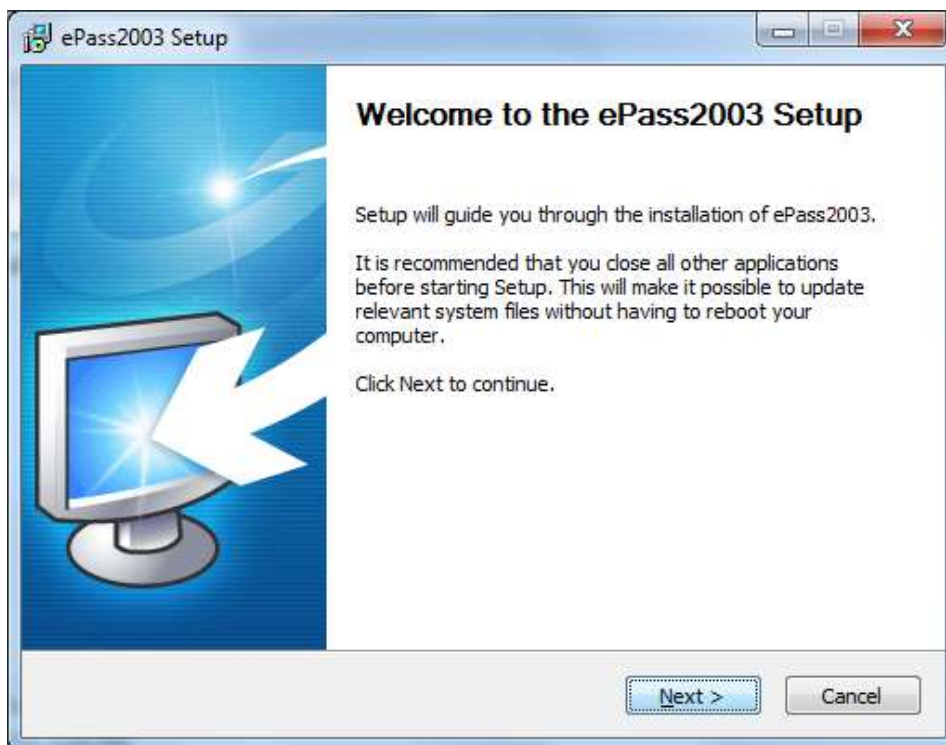 ePass2003 Setup
Welcome to the ePass2003 Setup
Setup will guide you through the installation of ePass2003.
It is recommended that you close all other applications
before starting Setup. This will make it possible to update
relevant system files without having to reboot your
computer.
Click Next to continue.
Next >
Cancel